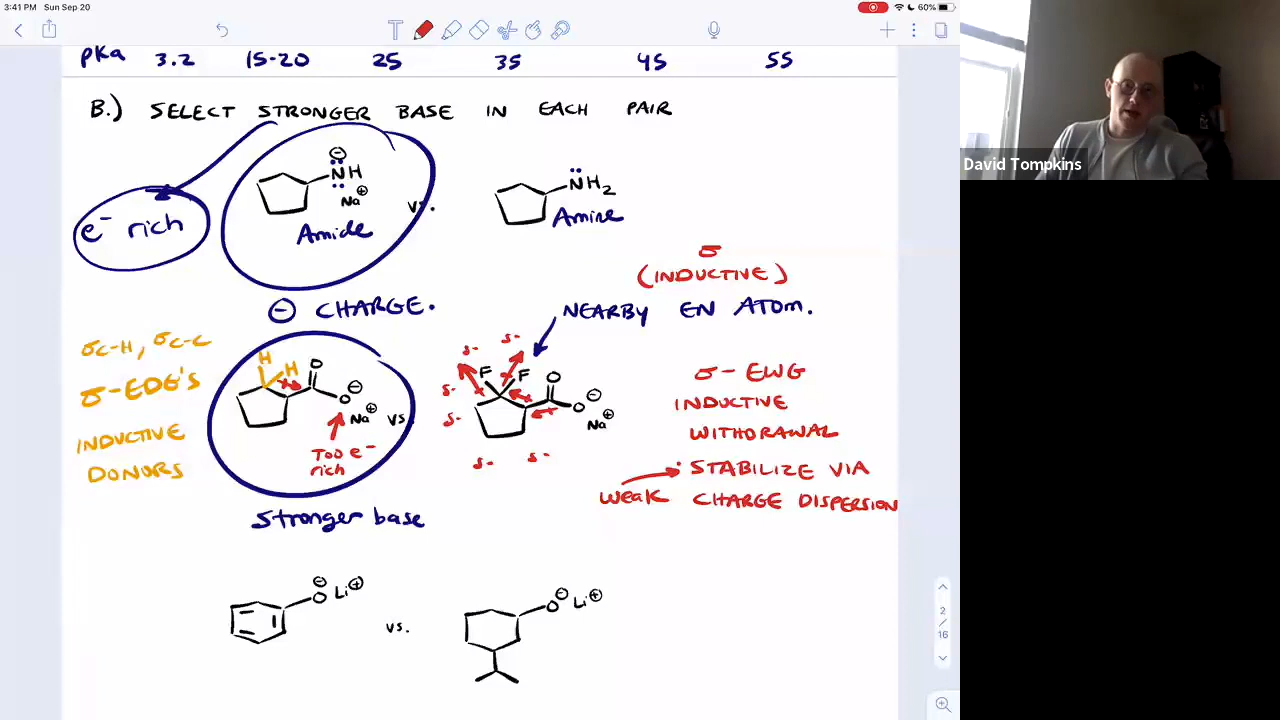 3:41 PM Sun Sep 20
60%
pKa 3.2 15-20 25 35 45 55
B.) SELECT STRONGER BASE IN EACH PAIR
David Tompkins
⊖
NH
Na⊕
Amide
vs.
NH2
Amine
e⁻ rich
σ
(INDUCTIVE)
⊖ CHARGE.
NEARBY EN ATOM.
σC-H, σC-C
σ-EDG's
INDUCTIVE
DONORS
H H
O
O⊖
Na⊕
Too e⁻
rich
vs.
δ- δ-
F F
δ-
δ-
δ- δ-
O
O⊖
Na⊕
σ-EWG
INDUCTIVE
WITHDRAWAL
• STABILIZE VIA
weak CHARGE DISPERSION
Stronger base
O⊖ Li⊕
vs.
O⊖ Li⊕
2
/
16